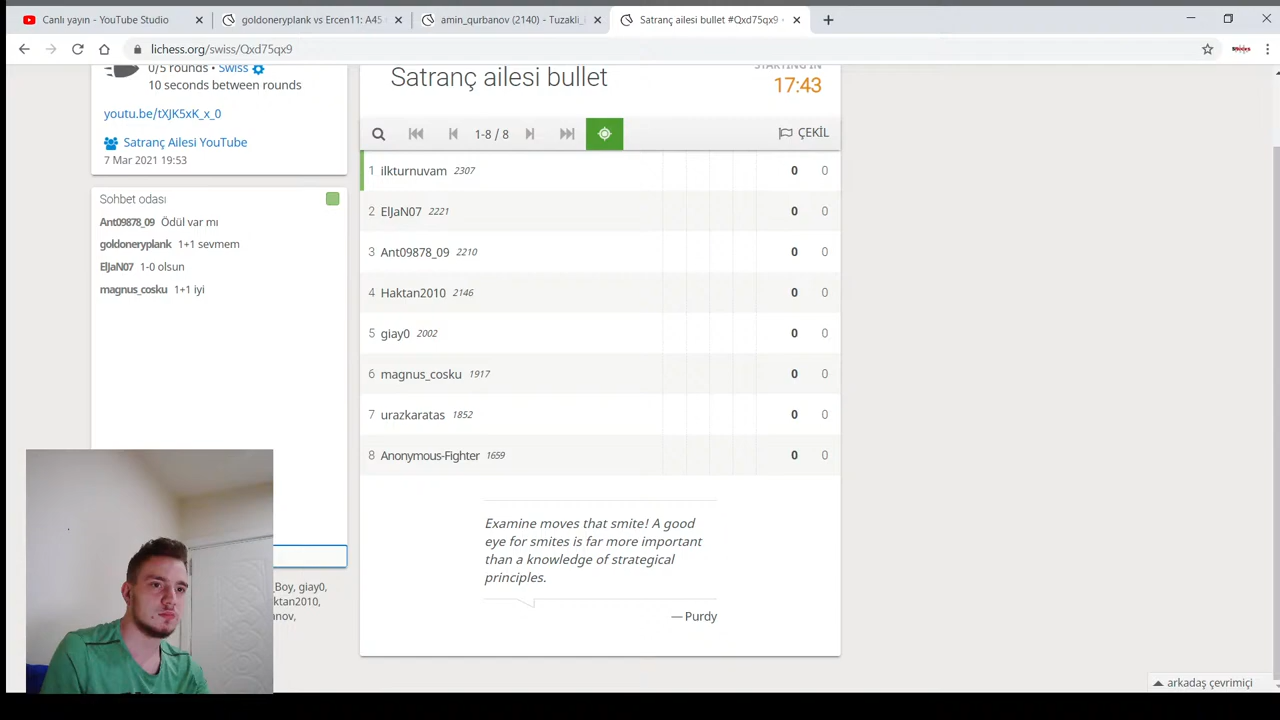 Canlı yayın - YouTube Studio
goldoneryplank vs Ercen11: A45
amin_qurbanov (2140) - Tuzaklı_
Satranç ailesi bullet #Qxd75qx9 -
lichess.org/swiss/Qxd75qx9
0/5 rounds • Swiss
10 seconds between rounds
youtu.be/tXJK5xK_x_0
Satranç Ailesi YouTube
7 Mar 2021 19:53
Sohbet odası
Ant09878_09 Ödül var mı
goldoneryplank 1+1 sevmem
ElJaN07 1-0 olsun
magnus_cosku 1+1 iyi
Boy, giay0,
ktan2010,
nov,
Satranç ailesi bullet
STARTING IN
17:43
1-8 / 8
ÇEKİL
1 ilkturnuvam 2307 0 0
2 ElJaN07 2221 0 0
3 Ant09878_09 2210 0 0
4 Haktan2010 2146 0 0
5 giay0 2002 0 0
6 magnus_cosku 1917 0 0
7 urazkaratas 1852 0 0
8 Anonymous-Fighter 1659 0 0
Examine moves that smite! A good
eye for smites is far more important
than a knowledge of strategical
principles.
— Purdy
arkadaş çevrimiçi